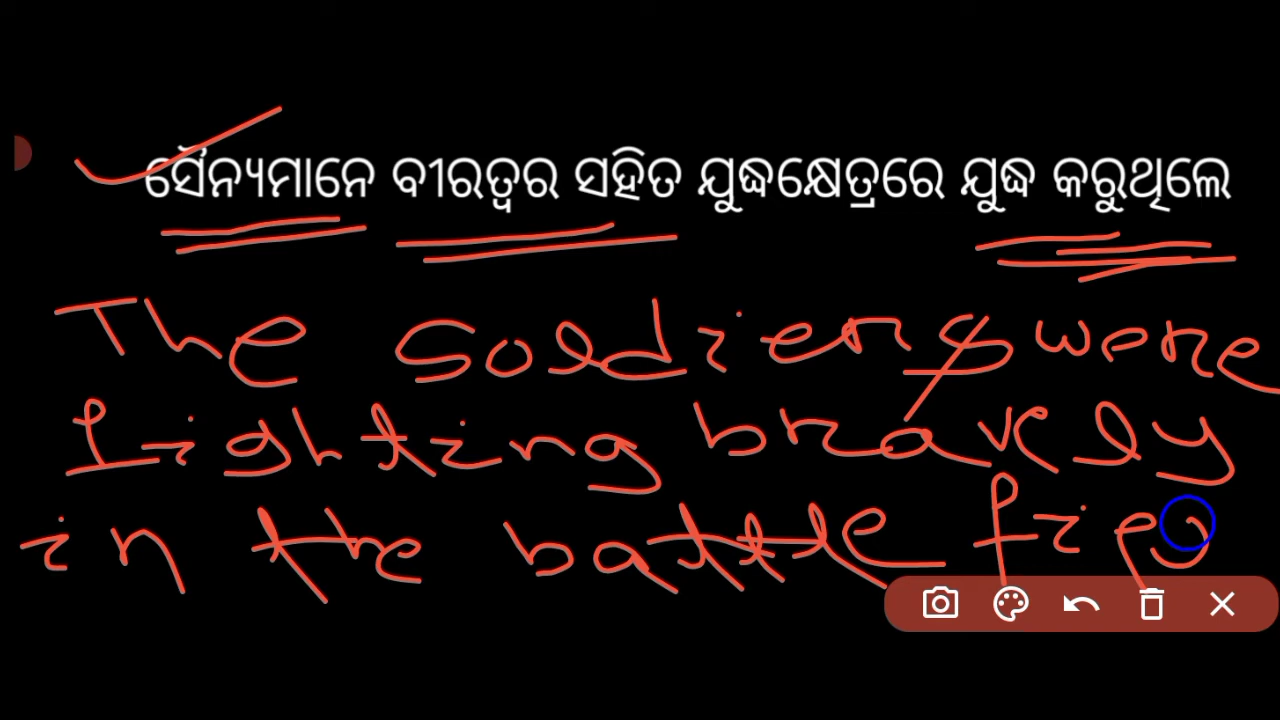 ସୈନ୍ୟମାନେ ବୀରତ୍ୱର ସହିତ ଯୁଦ୍ଧକ୍ଷେତ୍ରରେ ଯୁଦ୍ଧ କରୁଥିଲେ
The soldiers were
fighting bravely
in the battle